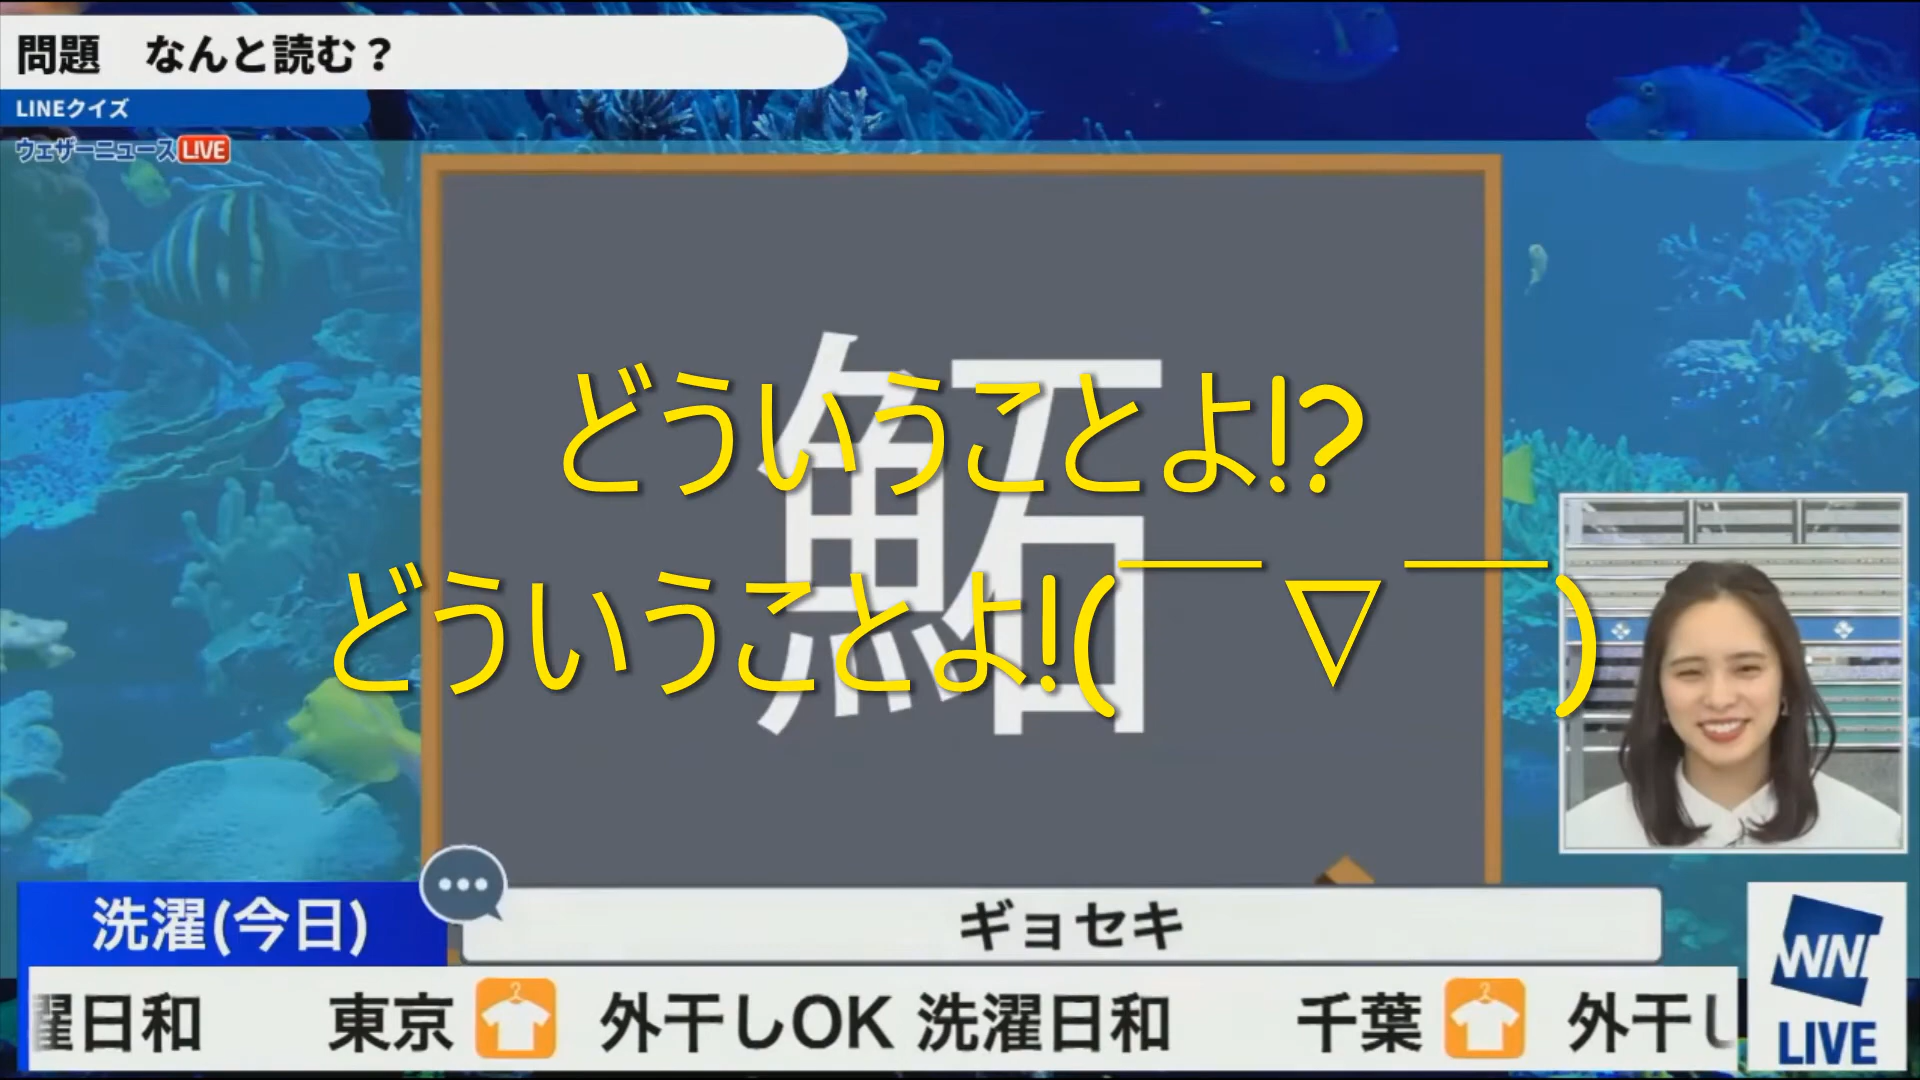 問題　なんと読む？
LINEクイズ
ウェザーニュースLIVE
鮖
どういうことよ!?
どういうことよ!(￣▽￣)
ギョセキ
洗濯(今日)
濯日和　東京　外干しOK 洗濯日和　千葉　外干し
WNI
LIVE